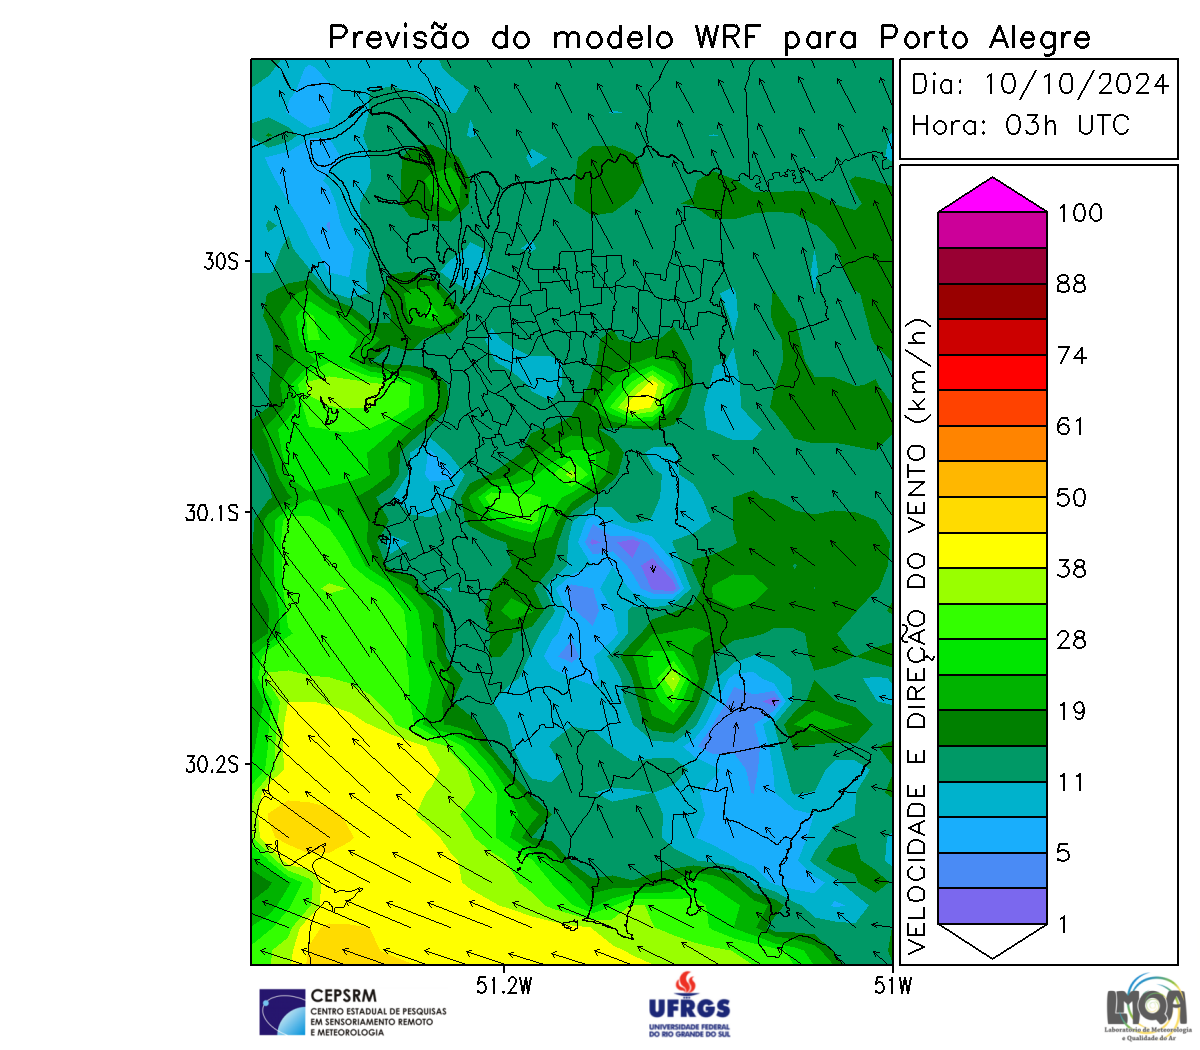 Previsão do modelo WRF para Porto Alegre
Dia: 10/10/2024
Hora: 03h UTC
VELOCIDADE E DIREÇÃO DO VENTO (km/h)
100
88
74
61
50
38
28
19
11
5
1
30S
30.1S
30.2S
51.2W
51W
CEPSRM
CENTRO ESTADUAL DE PESQUISAS
EM SENSORIAMENTO REMOTO
E METEOROLOGIA
UFRGS
UNIVERSIDADE FEDERAL
DO RIO GRANDE DO SUL
LMQA
Laboratório de Meteorologia
e Qualidade do Ar